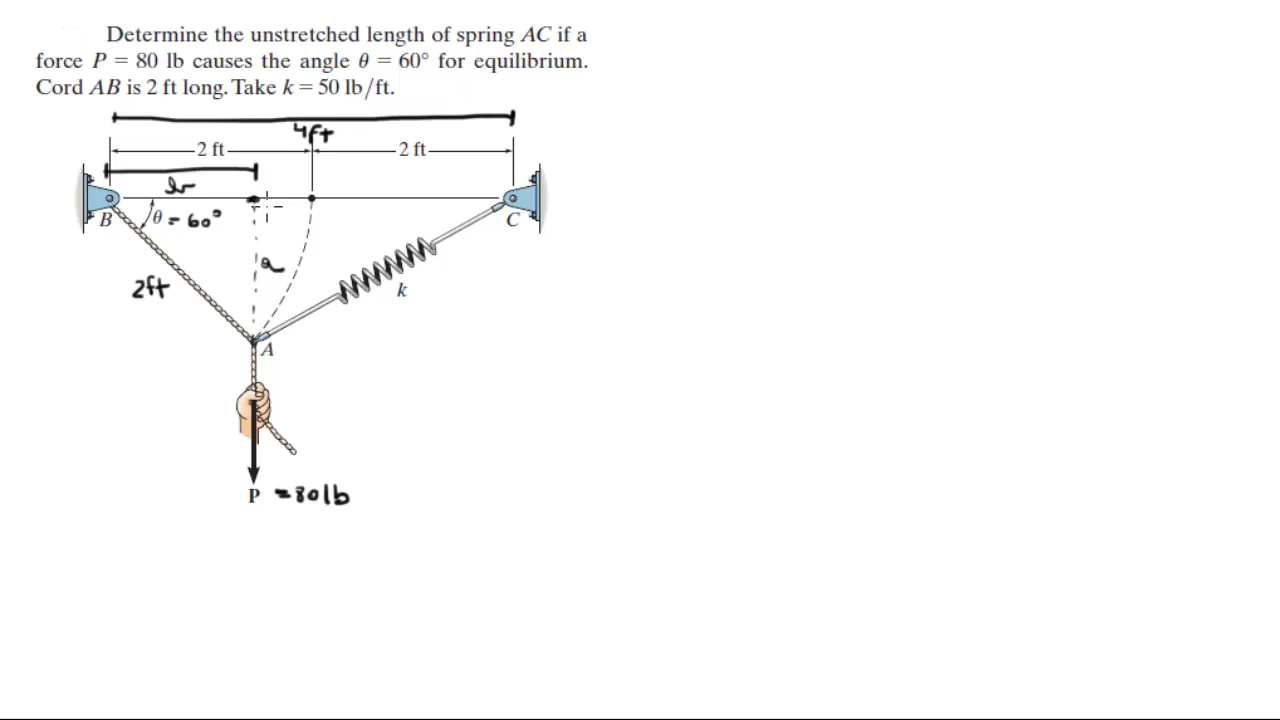 Determine the unstretched length of spring AC if a
force P = 80 lb causes the angle θ = 60° for equilibrium.
Cord AB is 2 ft long. Take k = 50 lb/ft.
4ft
2 ft
2 ft
b
B
θ = 60°
C
2ft
a
k
A
P = 80lb